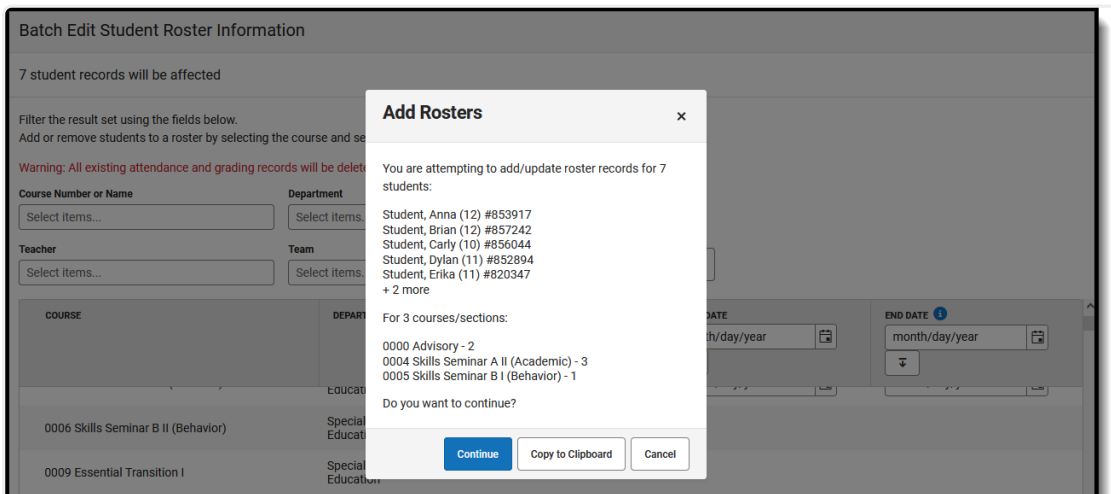 Batch Edit Student Roster Information
7 student records will be affected
Filter the result set using the fields below.
Add or remove students to a roster by selecting the course and se
Warning: All existing attendance and grading records will be delete
Course Number or Name
Department
Select items...
Select items.
Teacher
Team
Select items...
Select items.
COURSE
DEPART
DATE
END DATE
th/day/year
month/day/year
Educati
0006 Skills Seminar B II (Behavior)
Special
Educati
0009 Essential Transition I
Special
Education
Add Rosters
×
You are attempting to add/update roster records for 7
students:
Student, Anna (12) #853917
Student, Brian (12) #857242
Student, Carly (10) #856044
Student, Dylan (11) #852894
Student, Erika (11) #820347
+ 2 more
For 3 courses/sections:
0000 Advisory - 2
0004 Skills Seminar A II (Academic) - 3
0005 Skills Seminar B I (Behavior) - 1
Do you want to continue?
Continue
Copy to Clipboard
Cancel